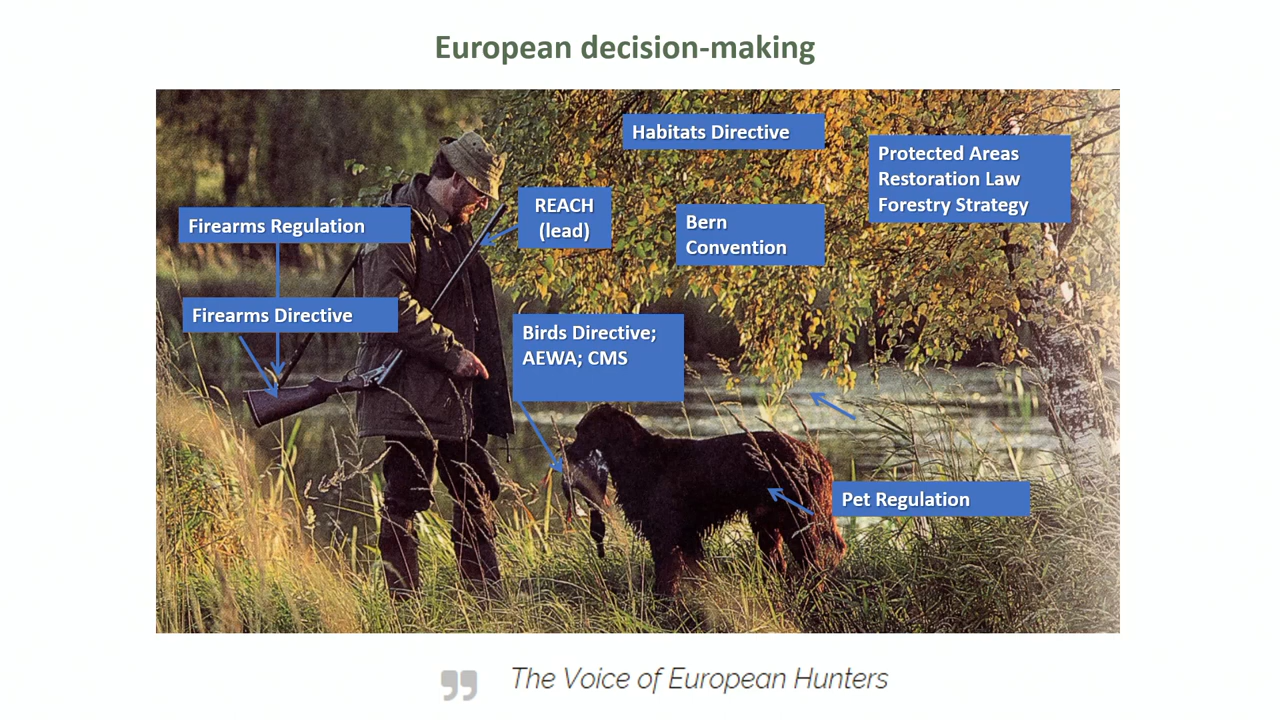 European decision-making
Habitats Directive
Protected Areas
Restoration Law
Forestry Strategy
REACH
(lead)
Bern
Convention
Firearms Regulation
Firearms Directive
Birds Directive;
AEWA; CMS
Pet Regulation
The Voice of European Hunters